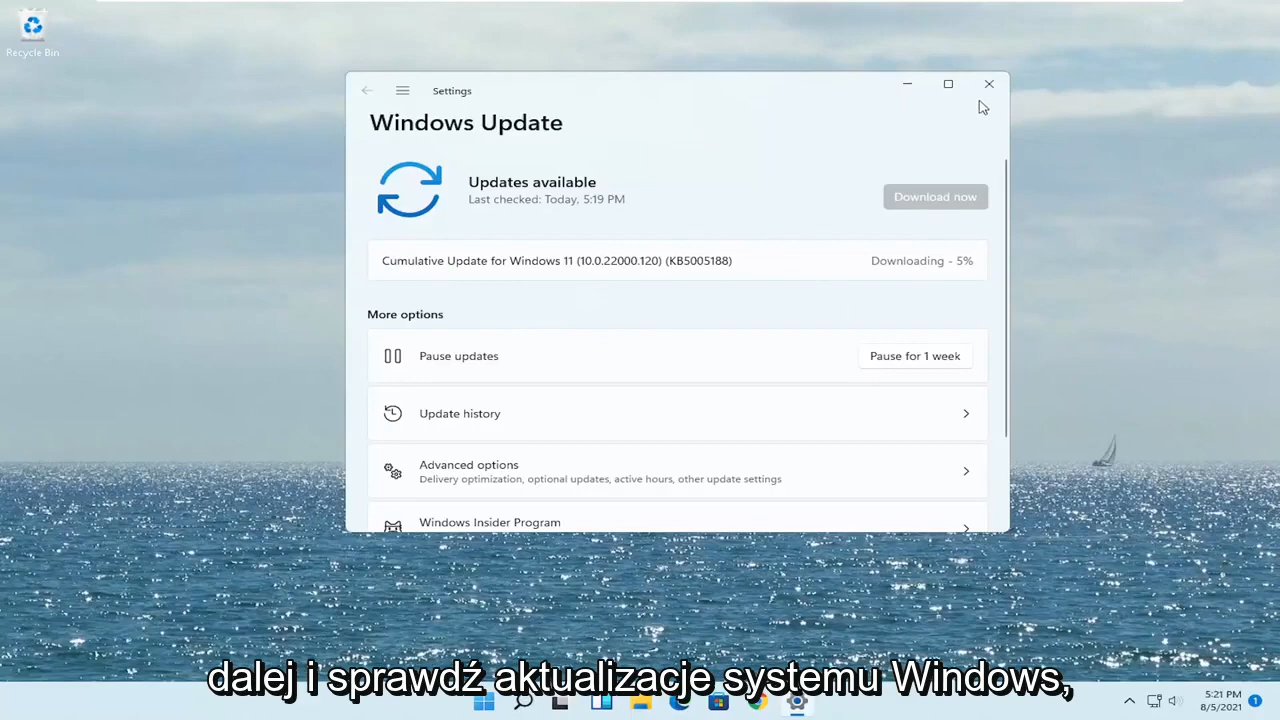 Recycle Bin
Settings
Windows Update
Updates available
Last checked: Today, 5:19 PM
Download now
Cumulative Update for Windows 11 (10.0.22000.120) (KB5005188)
Downloading - 5%
More options
Pause updates
Pause for 1 week
Update history
Advanced options
Delivery optimization, optional updates, active hours, other update settings
Windows Insider Program
dalej i sprawdź aktualizacje systemu Windows,
5:21 PM
8/5/2021
1